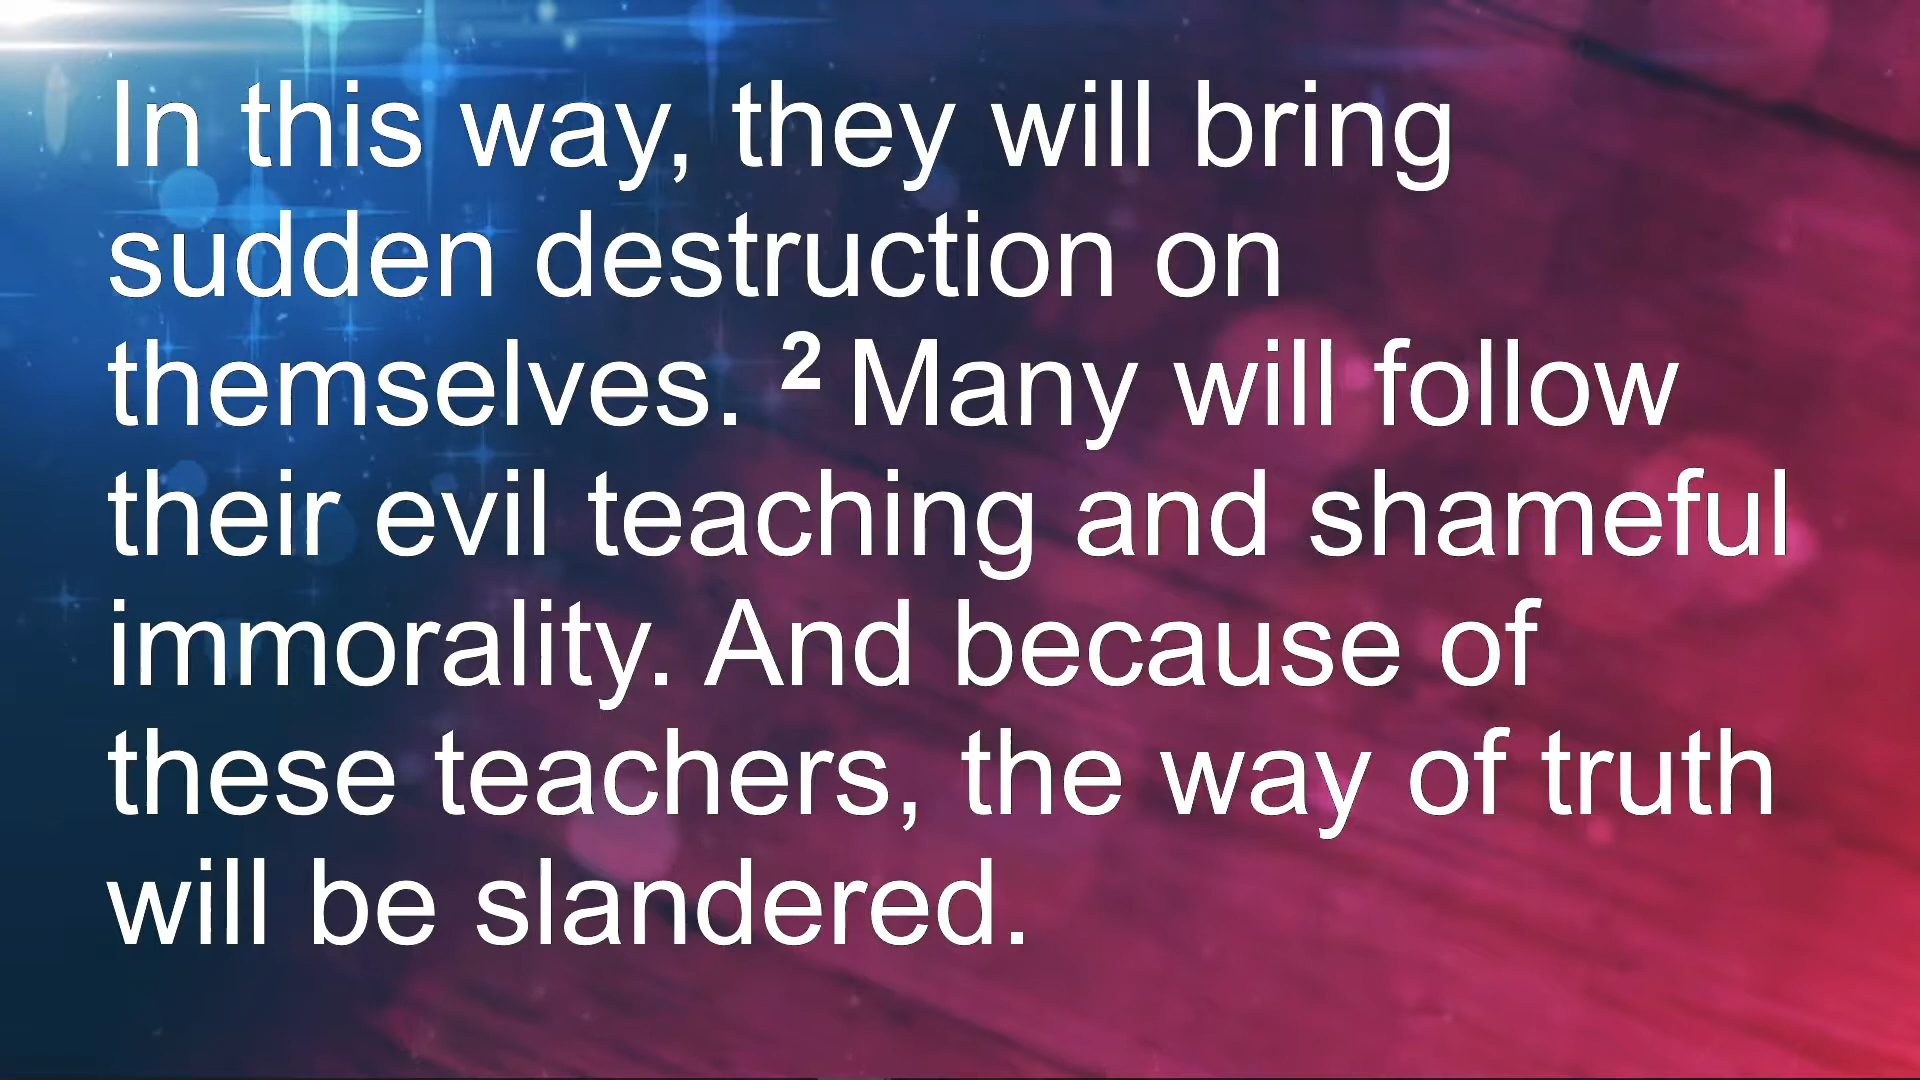 In this way, they will bring
sudden destruction on
themselves. ² Many will follow
their evil teaching and shameful
immorality. And because of
these teachers, the way of truth
will be slandered.